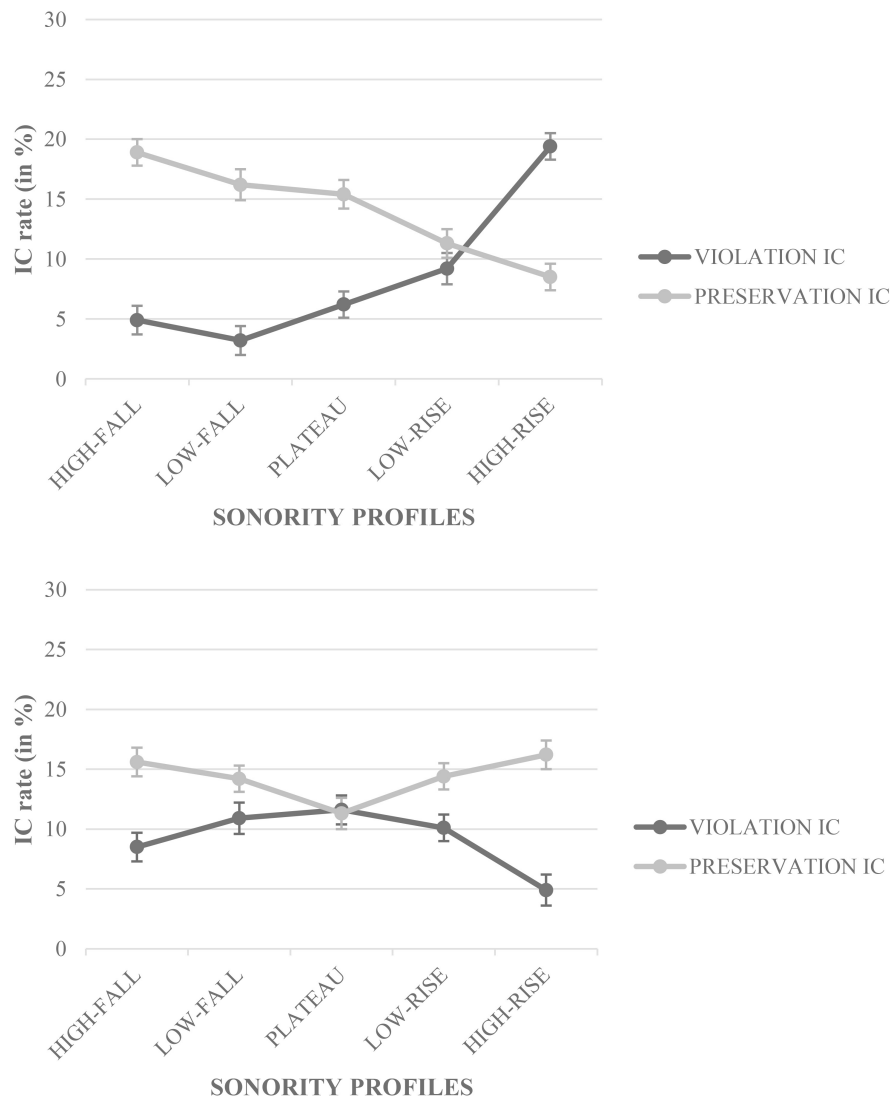 30
25
20
15
10
5
0
IC rate (in %)
HIGH-FALL
LOW-FALL
PLATEAU
LOW-RISE
HIGH-RISE
SONORITY PROFILES
VIOLATION IC
PRESERVATION IC
30
25
20
15
10
5
0
IC rate (in %)
HIGH-FALL
LOW-FALL
PLATEAU
LOW-RISE
HIGH-RISE
SONORITY PROFILES
VIOLATION IC
PRESERVATION IC